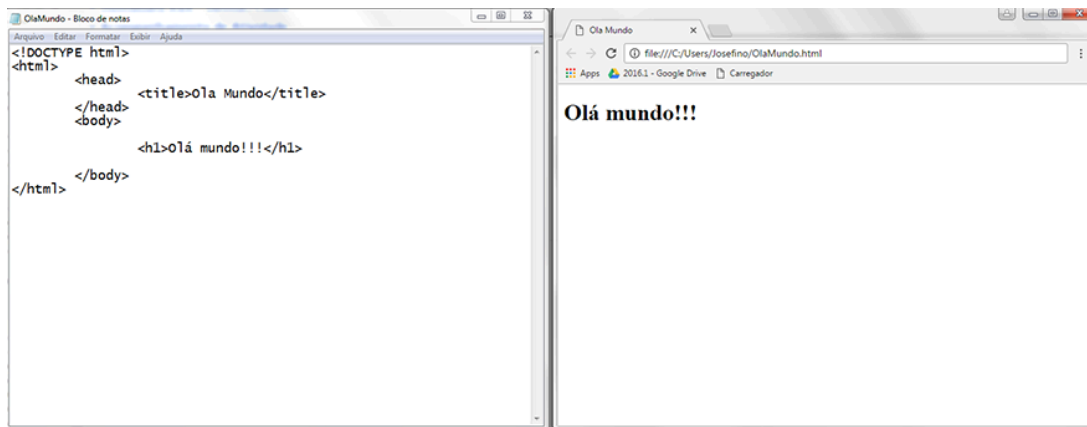 OlaMundo - Bloco de notas
Arquivo Editar Formatar Exibir Ajuda
<!DOCTYPE html>
<html>
<head>
<title>Ola Mundo</title>
</head>
<body>
<h1>Olá mundo!!!</h1>
</body>
</html>
Ola Mundo
file:///C:/Users/Josefino/OlaMundo.html
Apps 2016.1 - Google Drive Carregador
Olá mundo!!!